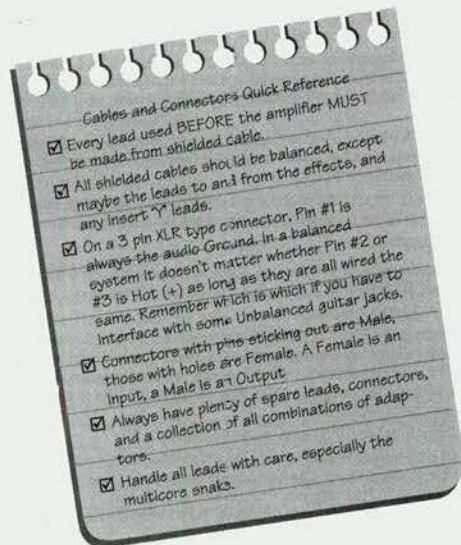 Cables and Connectors Quick Reference
☑ Every lead used BEFORE the amplifier MUST
be made from shielded cable.
☑ All shielded cables should be balanced, except
maybe the leads to and from the effects, and
any insert "Y" leads.
☑ On a 3 pin XLR type connector, Pin #1 is
always the audio Ground. In a balanced
system it doesn't matter whether Pin #2 or
#3 is Hot (+) as long as they are all wired the
same. Remember which is which if you have to
Interface with some Unbalanced guitar jacks.
☑ Connectors with pins sticking out are Male,
those with holes are Female. A Female is an
Input, a Male is an Output
☑ Always have plenty of spare leads, connectors,
and a collection of all combinations of adap-
tors.
☑ Handle all leads with care, especially the
multicore snaks.